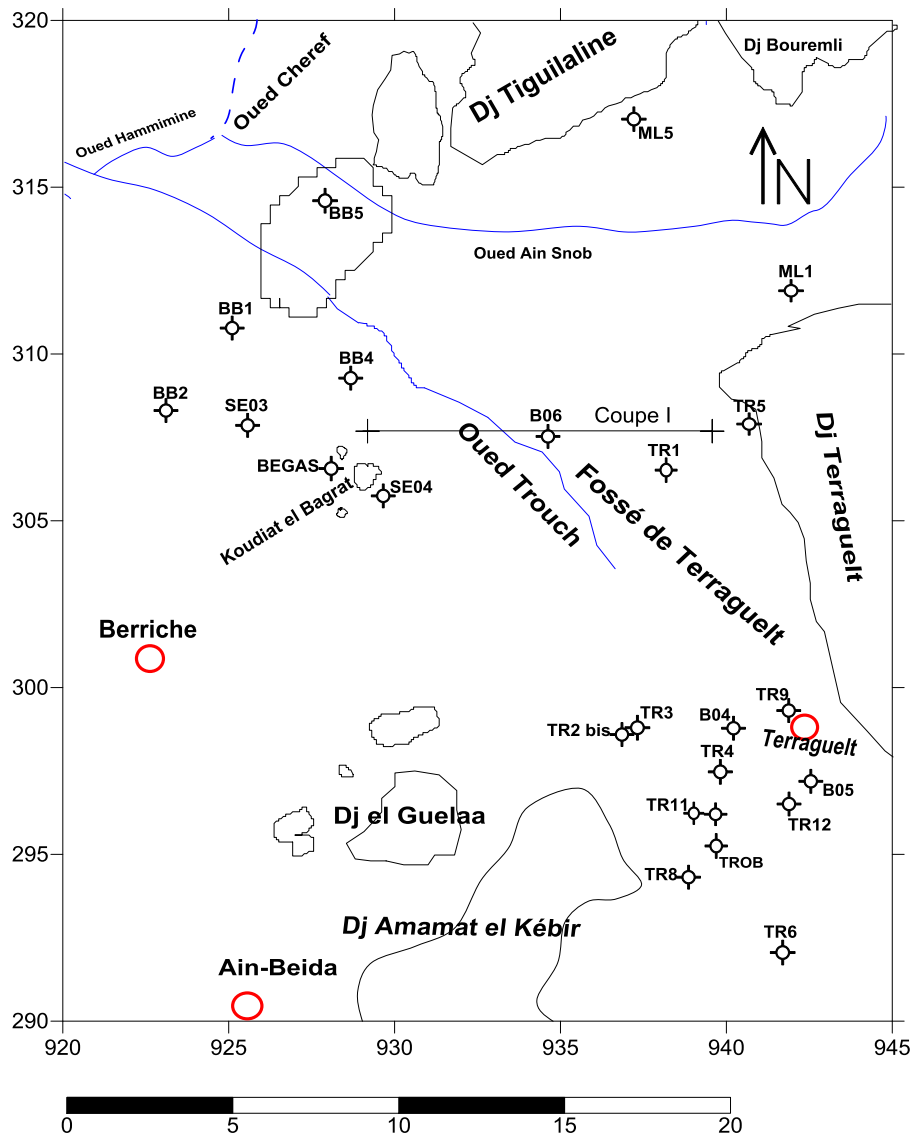 320
Dj Bouremli
Oued Cheref
Dj Tiguilaline
Oued Hammimine
ML5
N
315
BB5
Oued Ain Snob
ML1
BB1
310
BB4
BB2
SE03
B06
Coupe I
TR5
TR1
BEGAS
SE04
Koudiat el Bagrat
Oued Trouch
Fossé de Terraguelt
Dj Terraguelt
305
Berriche
300
TR9
TR3
B04
TR2 bis
Terraguelt
TR4
B05
TR11
TR12
Dj el Guelaa
295
TROB
TR8
Dj Amamat el Kébir
TR6
Ain-Beida
290
920 925 930 935 940 945
0 5 10 15 20